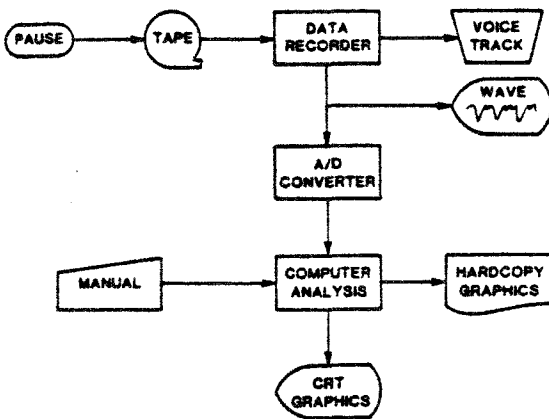 PAUSE
TAPE
DATA
RECORDER
VOICE
TRACK
WAVE
A/D
CONVERTER
MANUAL
COMPUTER
ANALYSIS
HARDCOPY
GRAPHICS
CRT
GRAPHICS